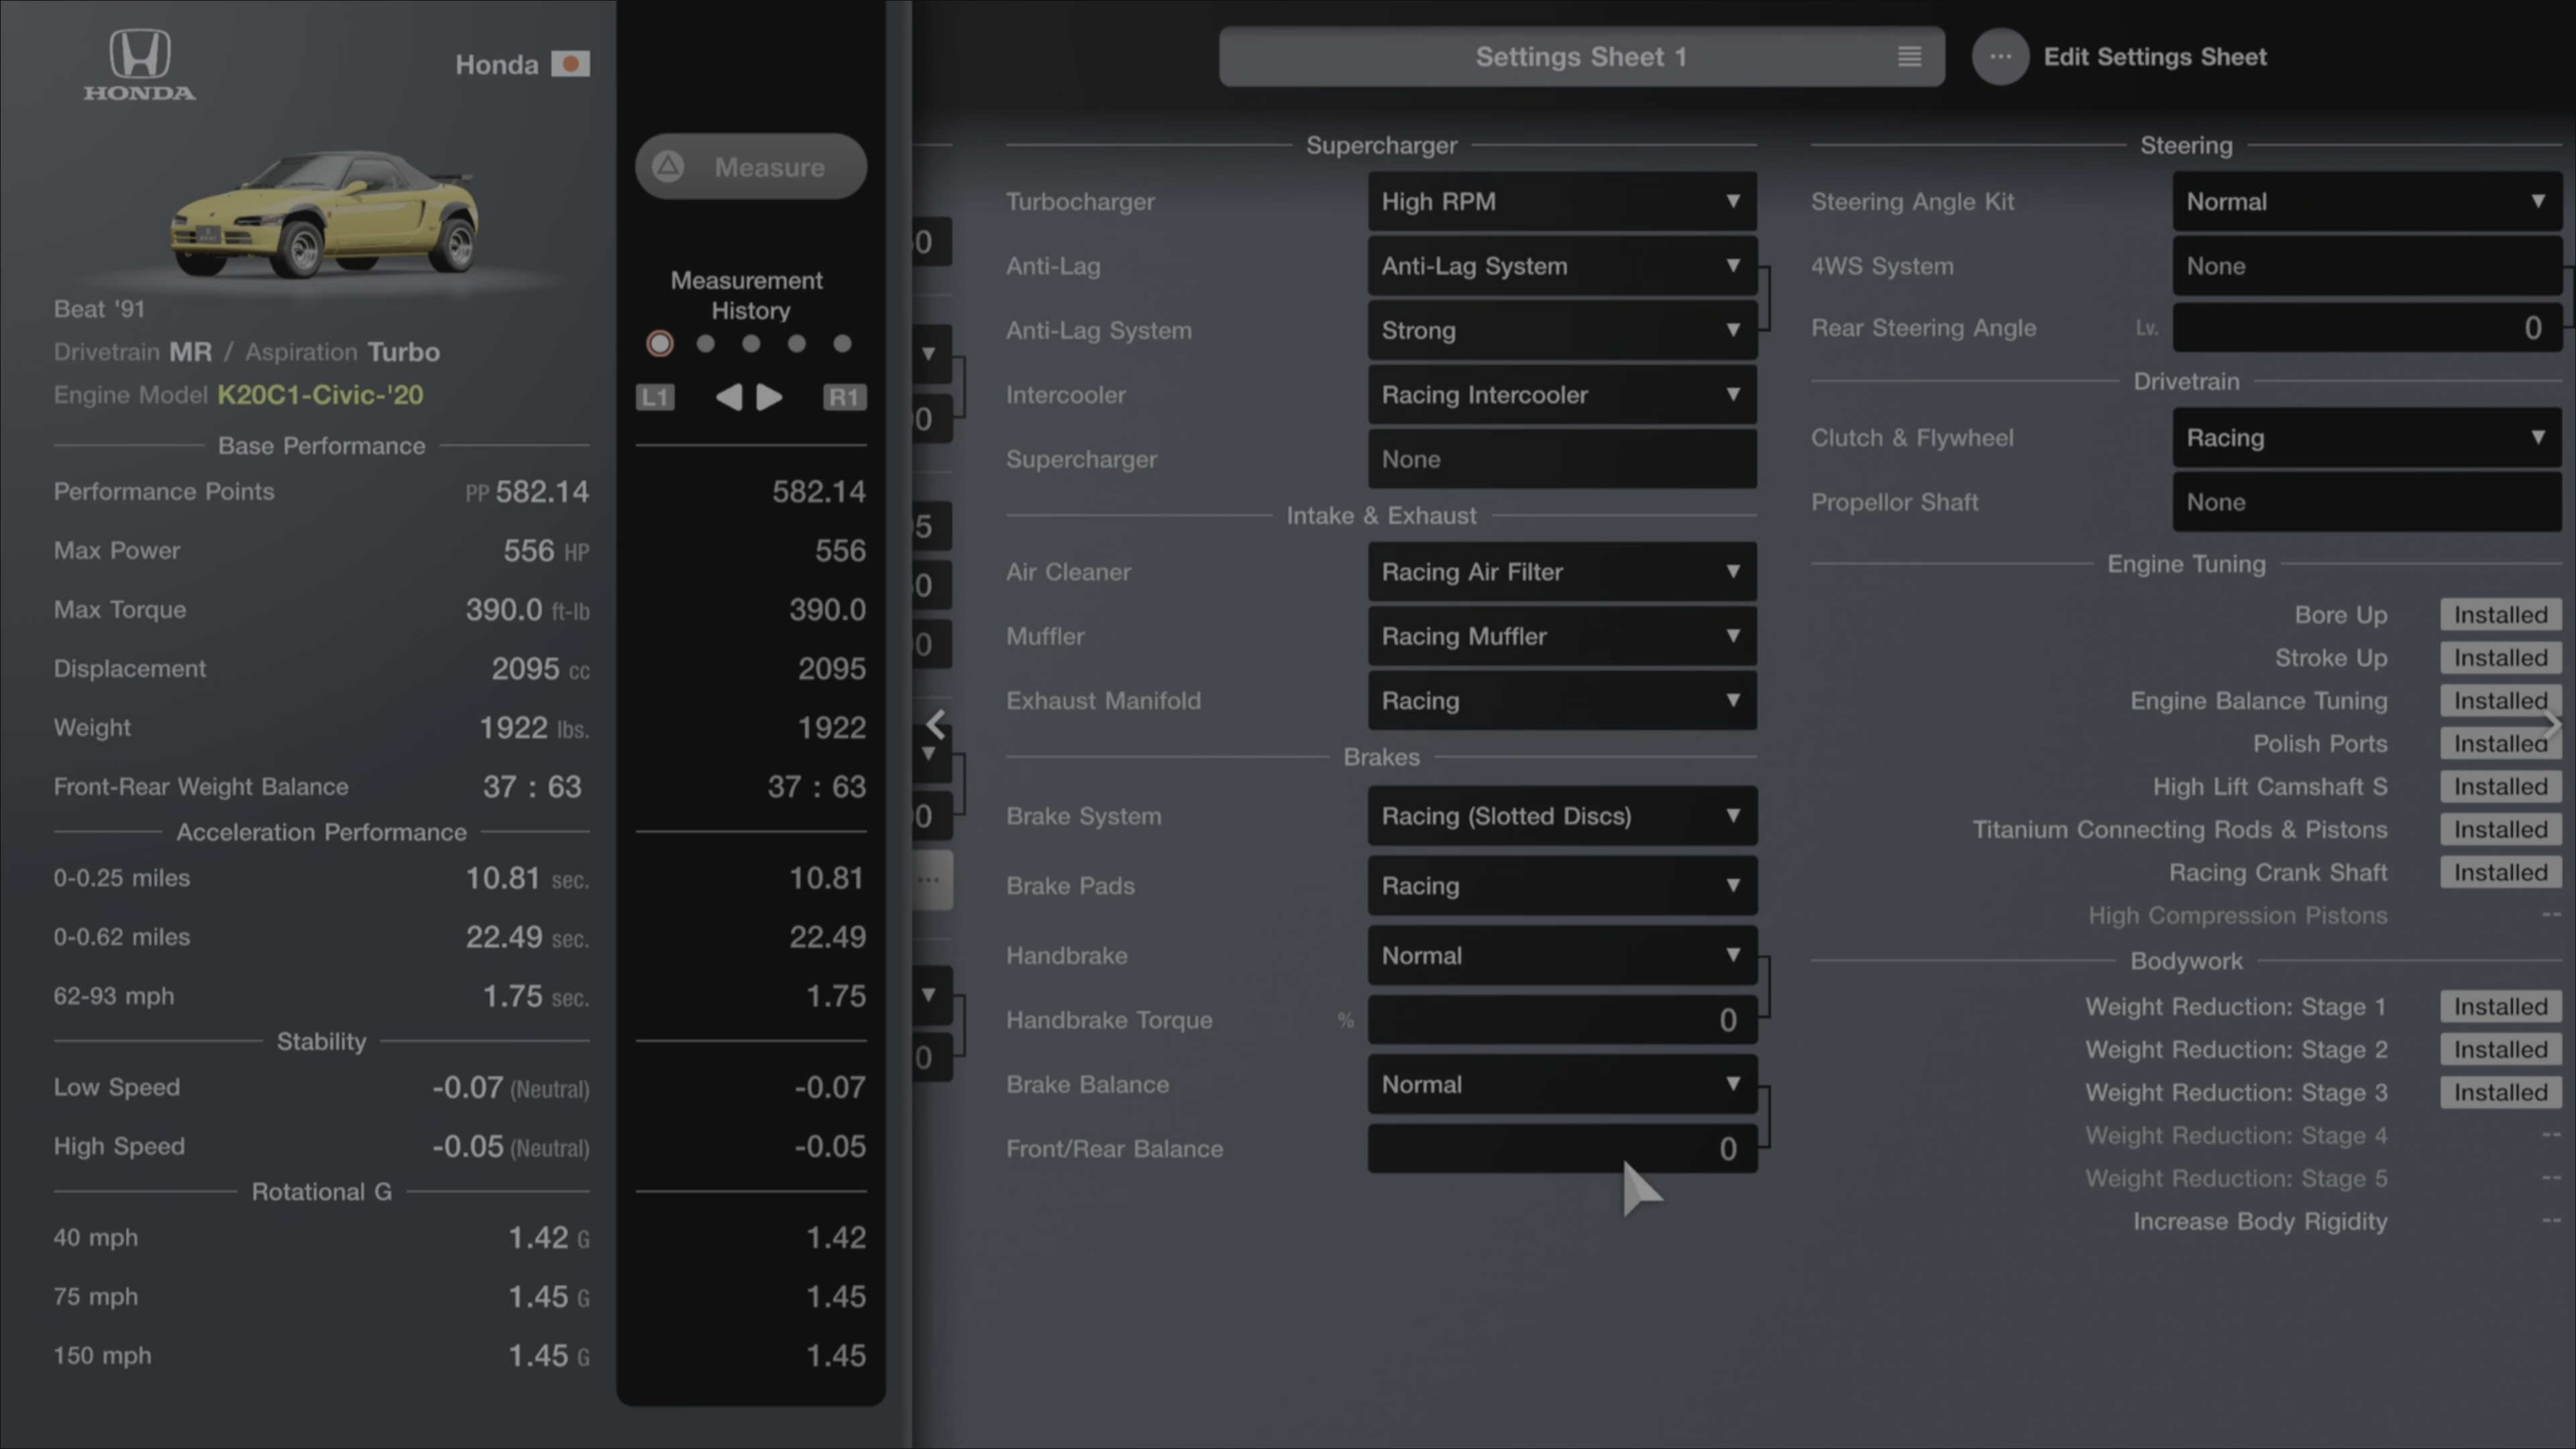 HONDA
Honda
Beat '91
Drivetrain MR / Aspiration Turbo
Engine Model K20C1-Civic-'20
Base Performance
Performance Points PP 582.14
Max Power 556 HP
Max Torque 390.0 ft-lb
Displacement 2095 cc
Weight 1922 lbs.
Front-Rear Weight Balance 37 : 63
Acceleration Performance
0-0.25 miles 10.81 sec.
0-0.62 miles 22.49 sec.
62-93 mph 1.75 sec.
Stability
Low Speed -0.07 (Neutral)
High Speed -0.05 (Neutral)
Rotational G
40 mph 1.42 G
75 mph 1.45 G
150 mph 1.45 G
Measure
Measurement
History
L1 R1
582.14
556
390.0
2095
1922
37 : 63
10.81
22.49
1.75
-0.07
-0.05
1.42
1.45
1.45
Settings Sheet 1
Edit Settings Sheet
Supercharger
Turbocharger High RPM
Anti-Lag Anti-Lag System
Anti-Lag System Strong
Intercooler Racing Intercooler
Supercharger None
Intake & Exhaust
Air Cleaner Racing Air Filter
Muffler Racing Muffler
Exhaust Manifold Racing
Brakes
Brake System Racing (Slotted Discs)
Brake Pads Racing
Handbrake Normal
Handbrake Torque % 0
Brake Balance Normal
Front/Rear Balance 0
Steering
Steering Angle Kit Normal
4WS System None
Rear Steering Angle Lv. 0
Drivetrain
Clutch & Flywheel Racing
Propellor Shaft None
Engine Tuning
Bore Up Installed
Stroke Up Installed
Engine Balance Tuning Installed
Polish Ports Installed
High Lift Camshaft S Installed
Titanium Connecting Rods & Pistons Installed
Racing Crank Shaft Installed
High Compression Pistons --
Bodywork
Weight Reduction: Stage 1 Installed
Weight Reduction: Stage 2 Installed
Weight Reduction: Stage 3 Installed
Weight Reduction: Stage 4 --
Weight Reduction: Stage 5 --
Increase Body Rigidity --